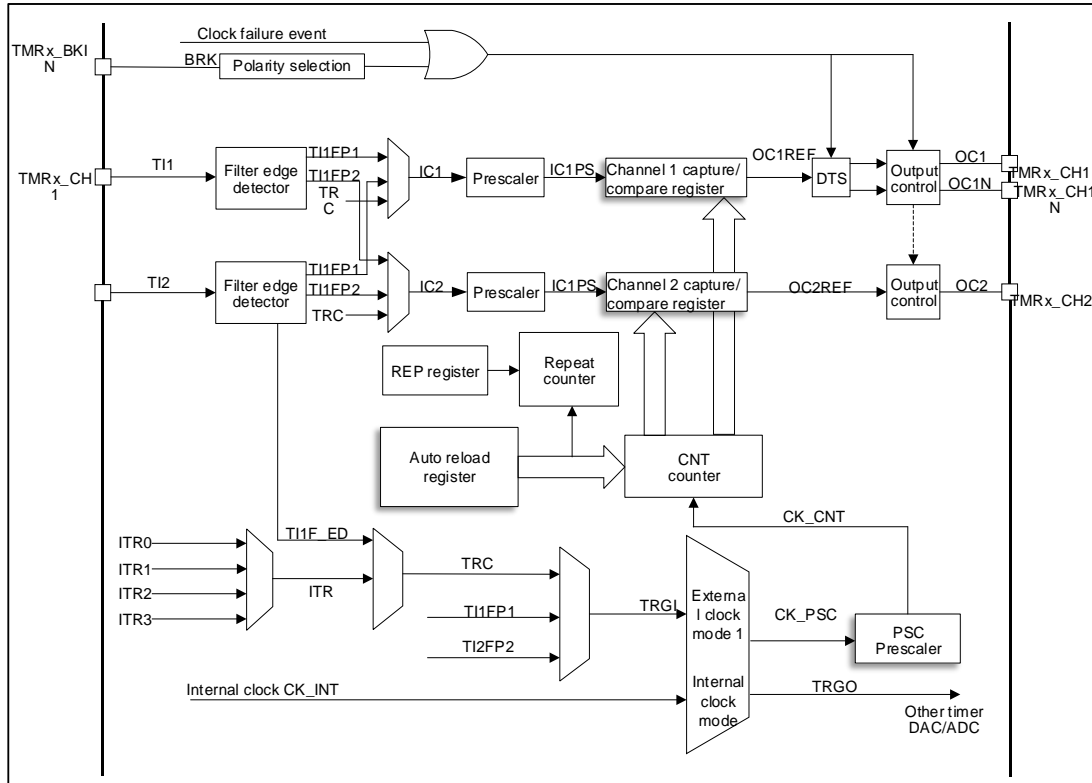 Clock failure event
TMRx_BKI
N
BRK
Polarity selection
TI1
TMRx_CH
1
Filter edge
detector
TI1FP1
TI1FP2
TR
C
IC1
Prescaler
IC1PS
Channel 1 capture/
compare register
OC1REF
DTS
Output
control
OC1
OC1N
TMRx_CH1
TMRx_CH1
N
TI2
Filter edge
detector
TI1FP1
TI1FP2
TRC
IC2
Prescaler
IC1PS
Channel 2 capture/
compare register
OC2REF
Output
control
OC2
TMRx_CH2
REP register
Repeat
counter
Auto reload
register
CNT
counter
CK_CNT
ITR0
ITR1
ITR2
ITR3
TI1F_ED
ITR
TRC
TI1FP1
TI2FP2
TRGI
Externa
l clock
mode 1
CK_PSC
PSC
Prescaler
Internal clock CK_INT
Internal
clock
mode
TRGO
Other timer
DAC/ADC